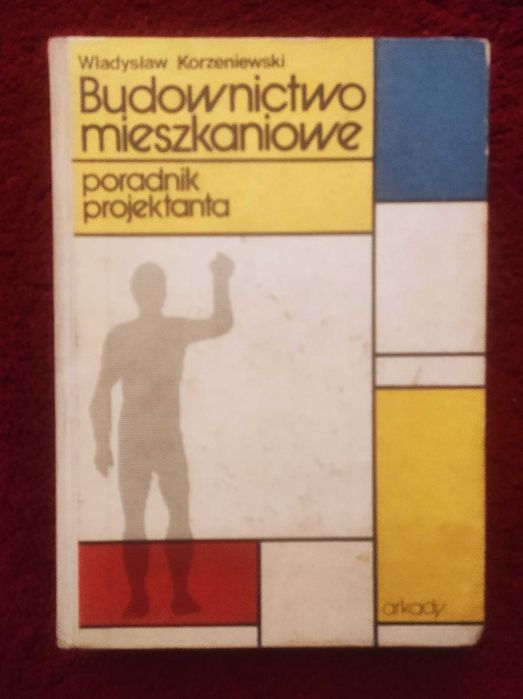 Władysław Korzeniewski
Budownictwo
mieszkaniowe
poradnik
projektanta
arkady